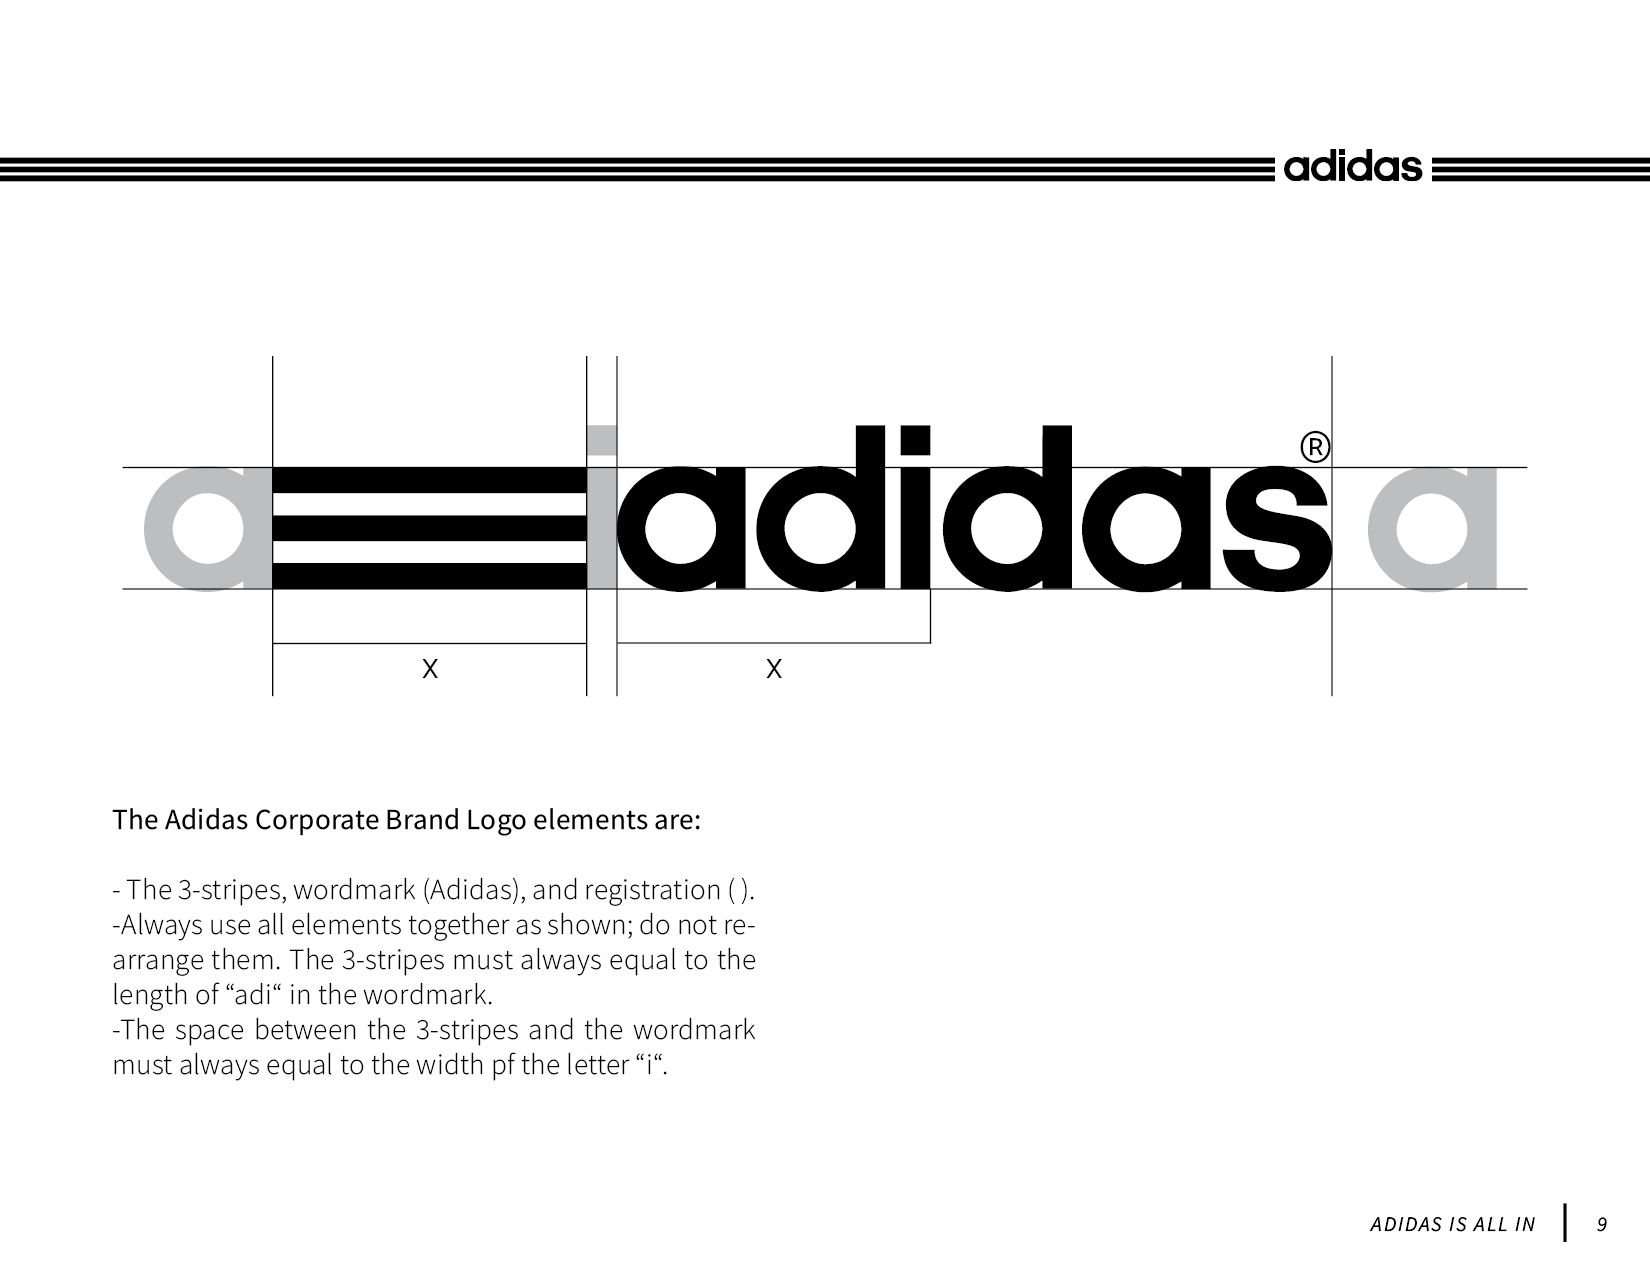 adidas
a i adidas® a
X X
The Adidas Corporate Brand Logo elements are:
- The 3-stripes, wordmark (Adidas), and registration ( ).
-Always use all elements together as shown; do not re-
arrange them. The 3-stripes must always equal to the
length of “adi“ in the wordmark.
-The space between the 3-stripes and the wordmark
must always equal to the width pf the letter “i“.
ADIDAS IS ALL IN 9